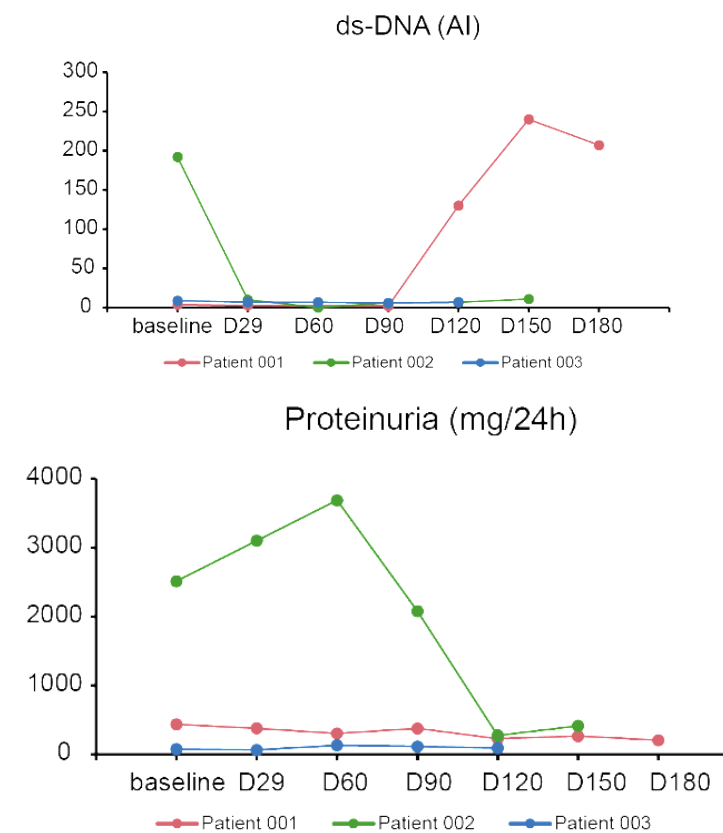 ds-DNA (AI)
300
250
200
150
100
50
0
baseline D29 D60 D90 D120 D150 D180
Patient 001 Patient 002 Patient 003
Proteinuria (mg/24h)
4000
3000
2000
1000
0
baseline D29 D60 D90 D120 D150 D180
Patient 001 Patient 002 Patient 003